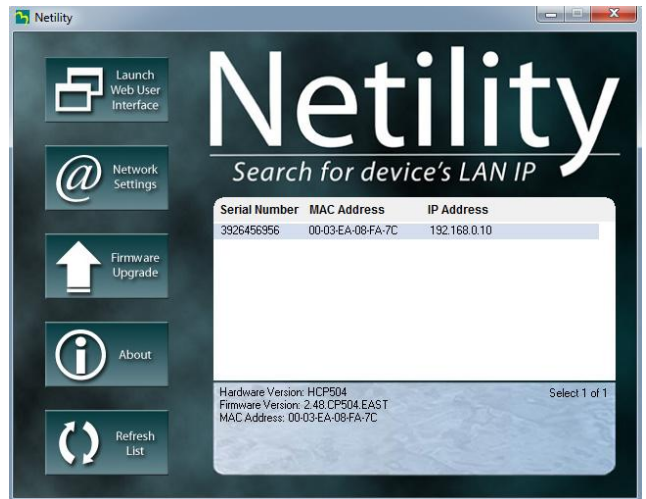 Netility
Launch
Web User
Interface
Network
Settings
Firmware
Upgrade
About
Refresh
List
Netility
Search for device's LAN IP
Serial Number MAC Address IP Address
3926456956 00-03-EA-08-FA-7C 192.168.0.10
Hardware Version: HCP504 Select 1 of 1
Firmware Version: 2.48.CP504.EAST
MAC Address: 00-03-EA-08-FA-7C